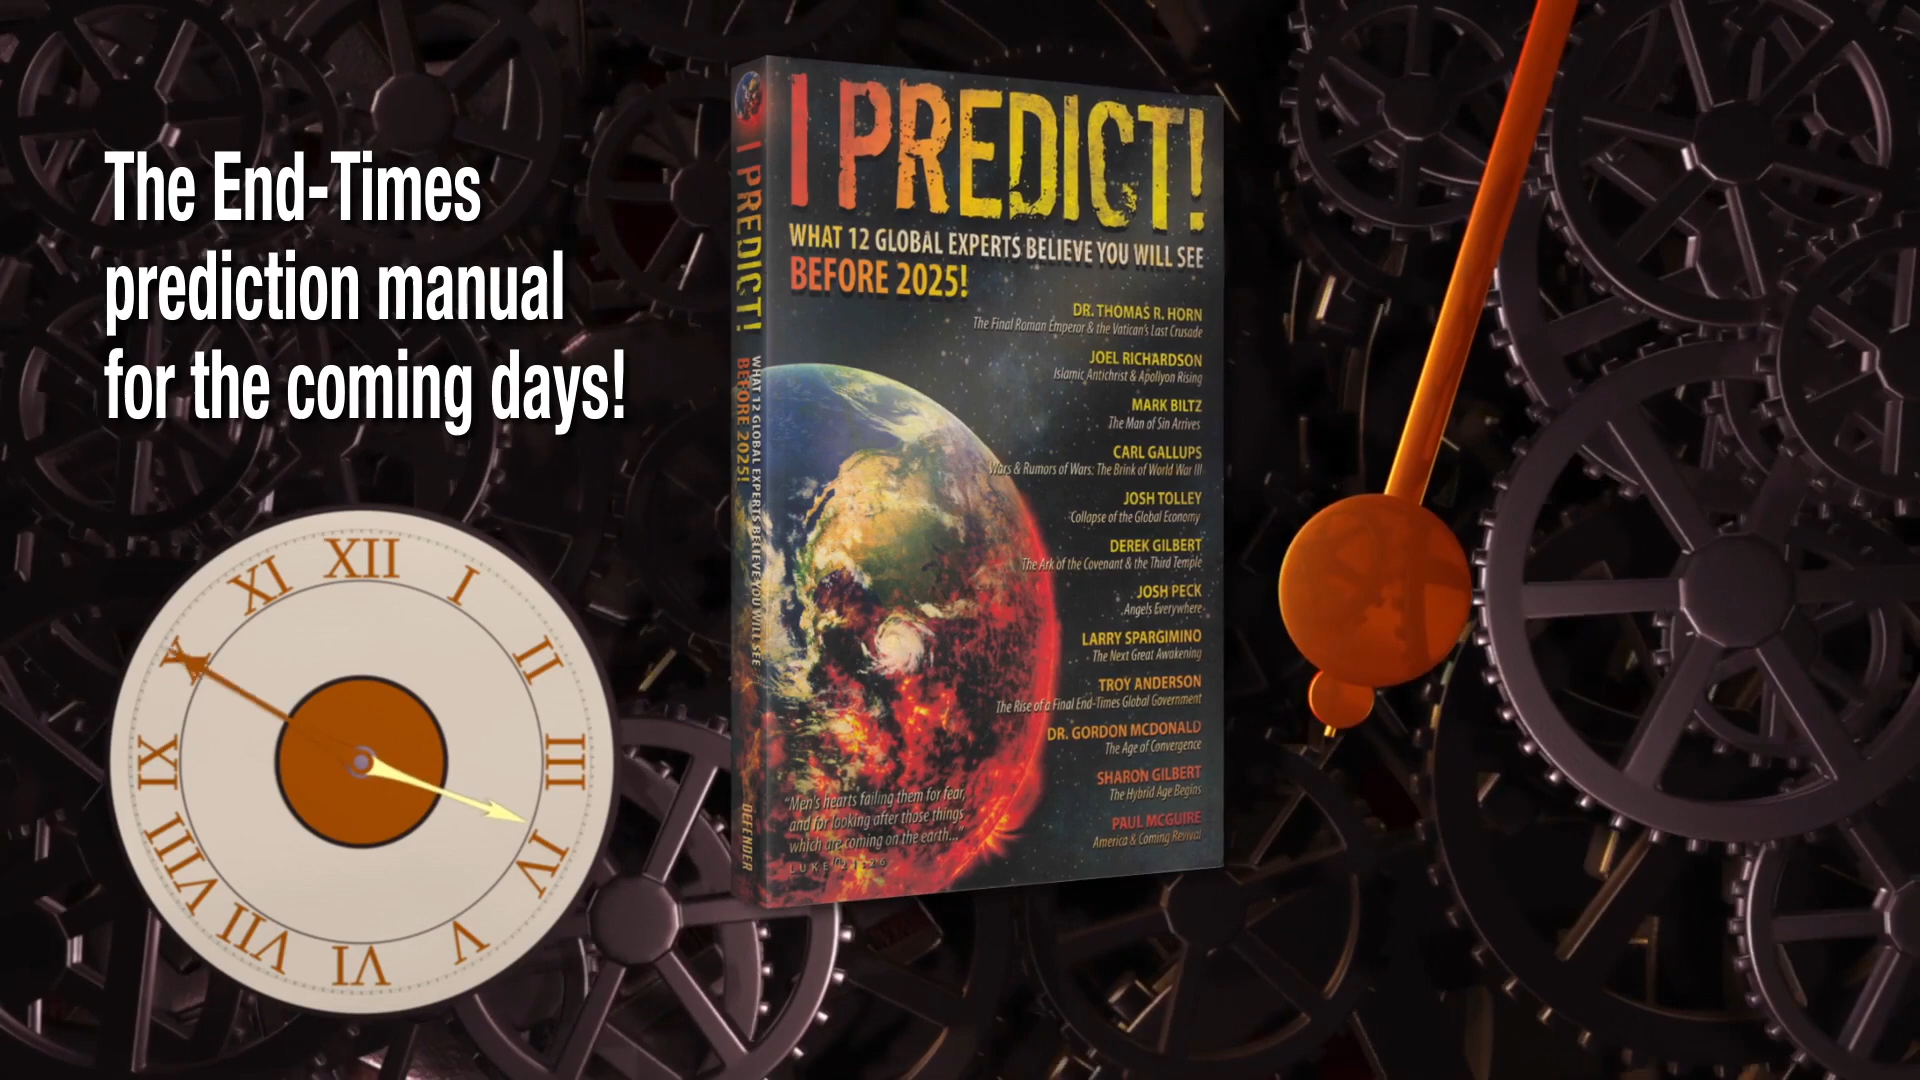 The End-Times
prediction manual
for the coming days!
XII
I
II
III
IV
V
VI
VII
VIII
IX
X
XI
I PREDICT!
WHAT 12 GLOBAL EXPERTS BELIEVE YOU WILL SEE
BEFORE 2025!
DEFENDER
I PREDICT!
WHAT 12 GLOBAL EXPERTS BELIEVE YOU WILL SEE
BEFORE 2025!
DR. THOMAS R. HORN
The Final Roman Emperor & the Vatican's Last Crusade
JOEL RICHARDSON
Islamic Antichrist & Apollyon Rising
MARK BILTZ
The Man of Sin Arrives
CARL GALLUPS
Wars & Rumors of Wars: The Brink of World War III
JOSH TOLLEY
Collapse of the Global Economy
DEREK GILBERT
The Ark of the Covenant & the Third Temple
JOSH PECK
Angels Everywhere
LARRY SPARGIMINO
The Next Great Awakening
TROY ANDERSON
The Rise of a Final End-Times Global Government
DR. GORDON MCDONALD
The Age of Convergence
SHARON GILBERT
The Hybrid Age Begins
PAUL MCGUIRE
America & Coming Revival
"Men's hearts failing them for fear,
and for looking after those things
which are coming on the earth..."
LUKE 21:26